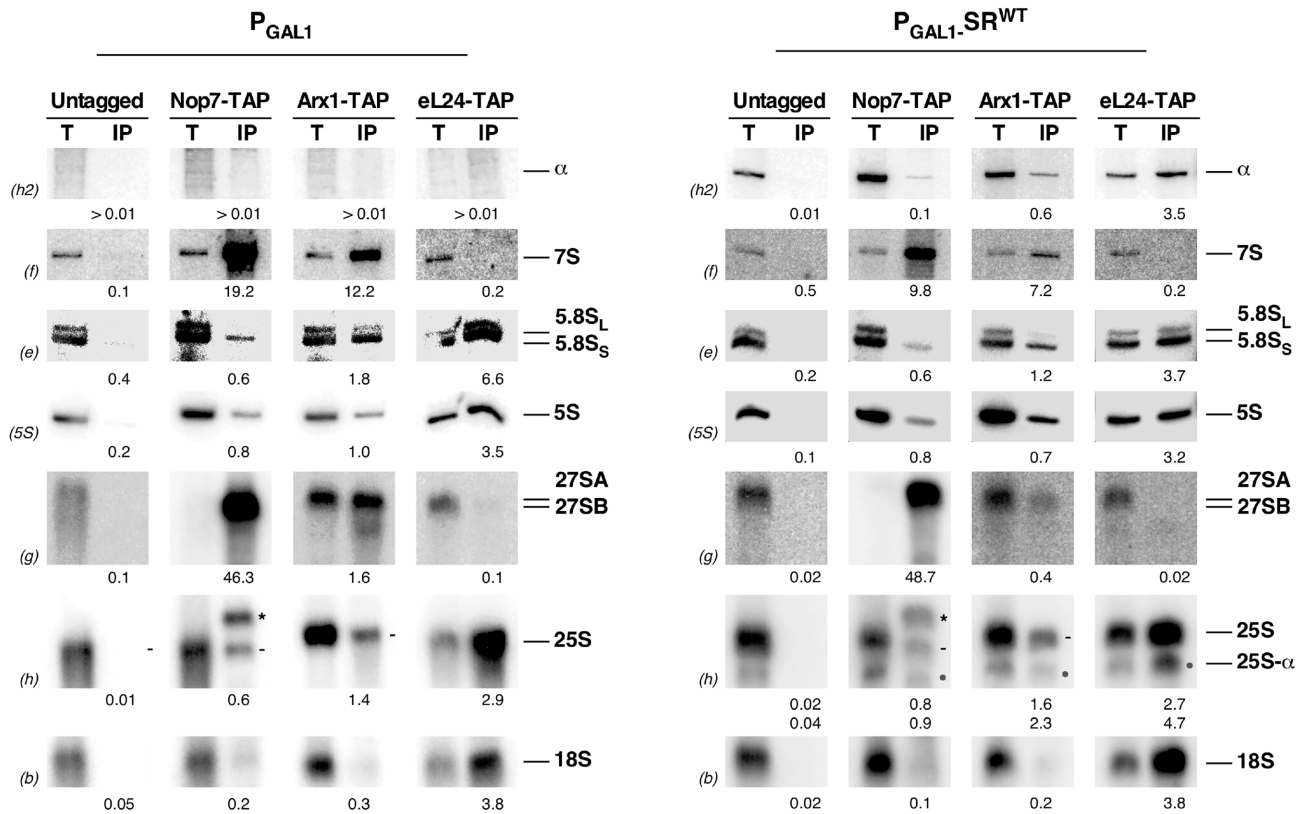 P_GAL1
Untagged Nop7-TAP Arx1-TAP eL24-TAP
T IP T IP T IP T IP
(h2) α
> 0.01 > 0.01 > 0.01 > 0.01
(f) 7S
0.1 19.2 12.2 0.2
5.8S_L
(e) 5.8S_S
0.4 0.6 1.8 6.6
(5S) 5S
0.2 0.8 1.0 3.5
27SA
27SB
(g)
0.1 46.3 1.6 0.1
*
- - - 25S
(h)
0.01 0.6 1.4 2.9
(b) 18S
0.05 0.2 0.3 3.8
P_GAL1-SR^WT
Untagged Nop7-TAP Arx1-TAP eL24-TAP
T IP T IP T IP T IP
(h2) α
0.01 0.1 0.6 3.5
(f) 7S
0.5 9.8 7.2 0.2
5.8S_L
(e) 5.8S_S
0.2 0.6 1.2 3.7
(5S) 5S
0.1 0.8 0.7 3.2
27SA
27SB
(g)
0.02 48.7 0.4 0.02
*
- - 25S
• • • 25S-α
(h)
0.02 0.8 1.6 2.7
0.04 0.9 2.3 4.7
(b) 18S
0.02 0.1 0.2 3.8